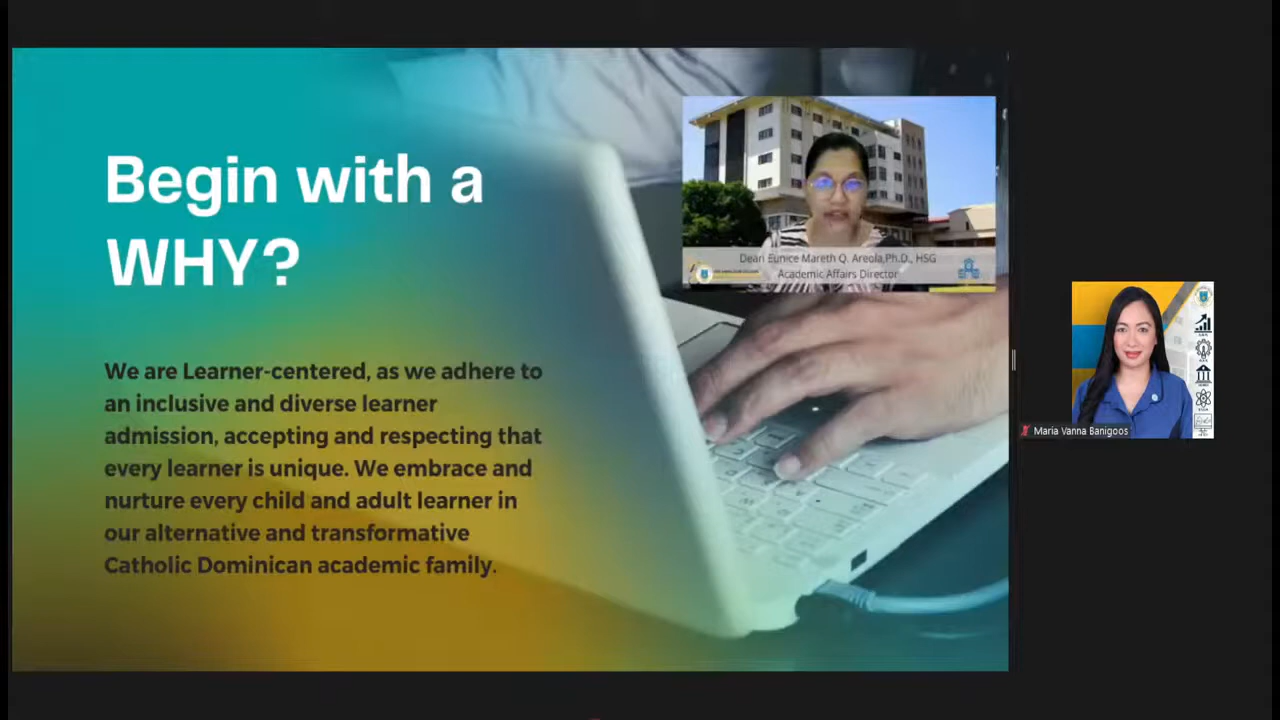 Begin with a
WHY?
We are Learner-centered, as we adhere to
an inclusive and diverse learner
admission, accepting and respecting that
every learner is unique. We embrace and
nurture every child and adult learner in
our alternative and transformative
Catholic Dominican academic family.
Dean Eunice Mareth Q. Areola,Ph.D., HSG
Academic Affairs Director
Maria Vanna Banigoos